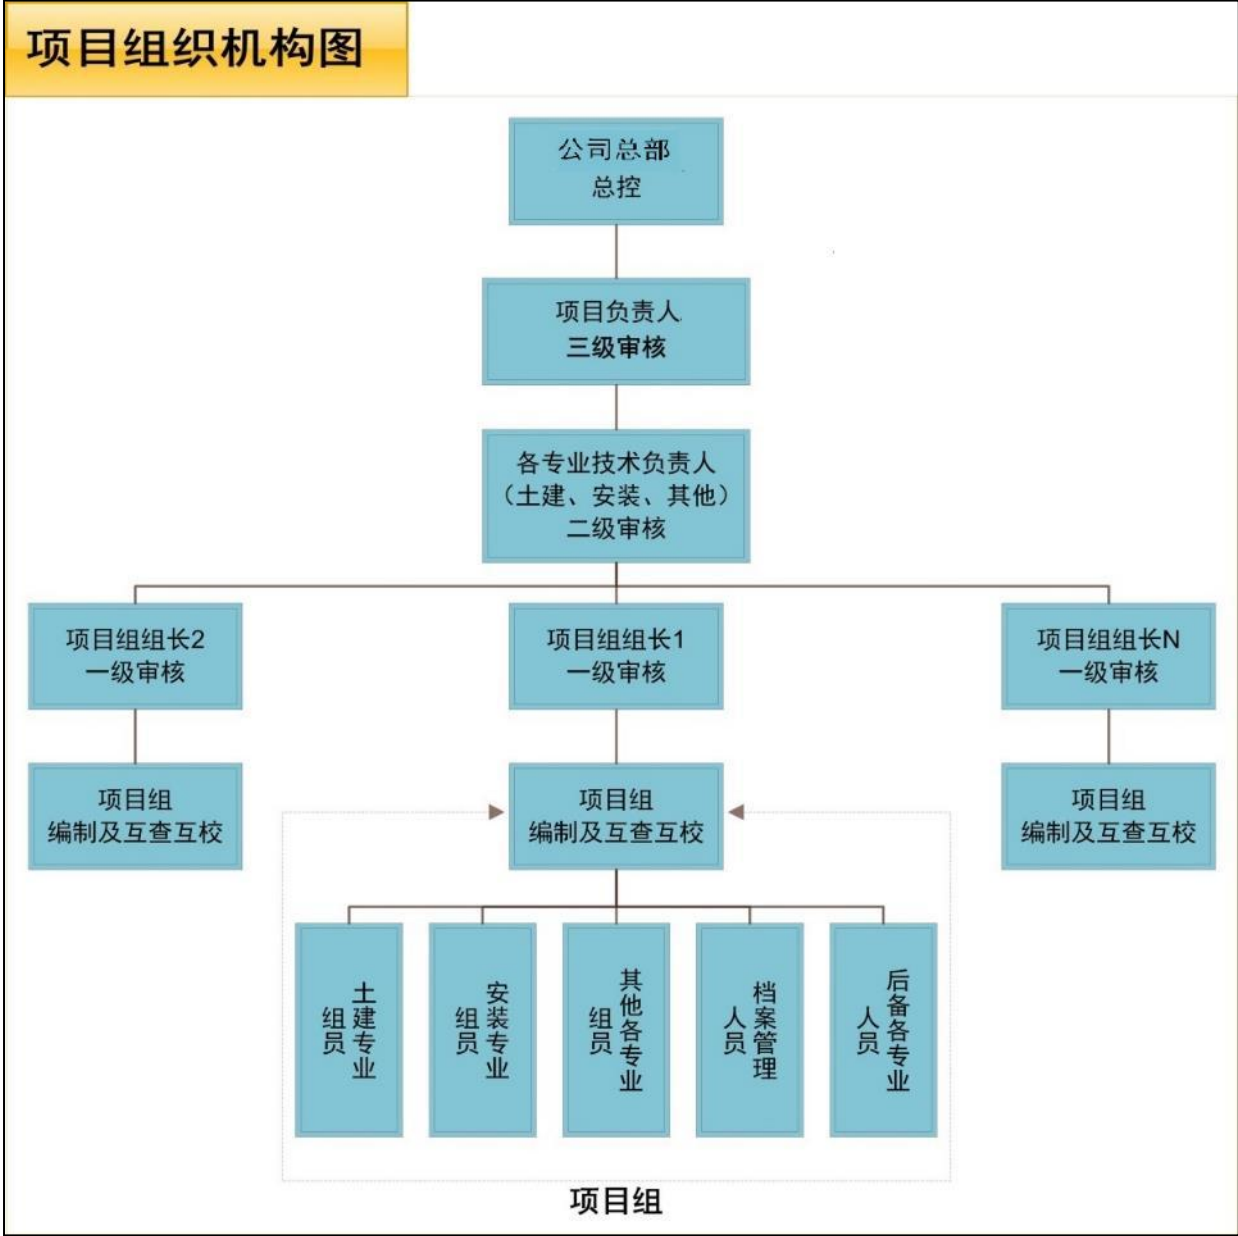 项目组织机构图
公司总部
总控
项目负责人
三级审核
各专业技术负责人
（土建、安装、其他）
二级审核
项目组组长2
一级审核
项目组组长1
一级审核
项目组组长N
一级审核
项目组
编制及互查互校
项目组
编制及互查互校
项目组
编制及互查互校
土建专业
组员
安装专业
组员
其他各专业
组员
档案管理
人员
后备各专业
人员
项目组